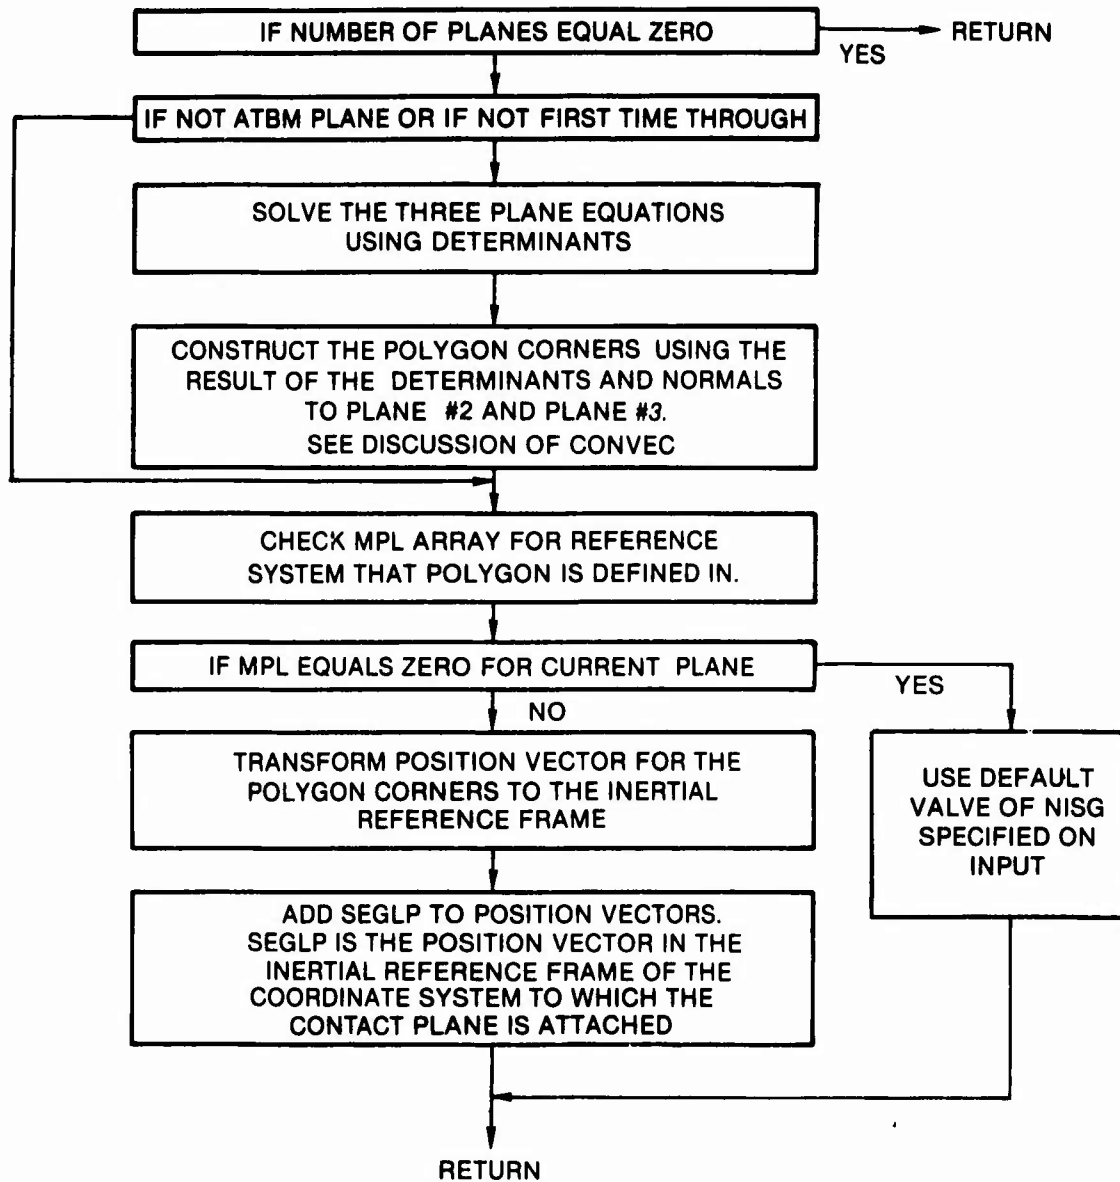 IF NUMBER OF PLANES EQUAL ZERO
RETURN
YES
IF NOT ATBM PLANE OR IF NOT FIRST TIME THROUGH
SOLVE THE THREE PLANE EQUATIONS
USING DETERMINANTS
CONSTRUCT THE POLYGON CORNERS USING THE
RESULT OF THE DETERMINANTS AND NORMALS
TO PLANE #2 AND PLANE #3.
SEE DISCUSSION OF CONVEC
CHECK MPL ARRAY FOR REFERENCE
SYSTEM THAT POLYGON IS DEFINED IN.
IF MPL EQUALS ZERO FOR CURRENT PLANE
YES
NO
TRANSFORM POSITION VECTOR FOR THE
POLYGON CORNERS TO THE INERTIAL
REFERENCE FRAME
USE DEFAULT
VALVE OF NISG
SPECIFIED ON
INPUT
ADD SEGLP TO POSITION VECTORS.
SEGLP IS THE POSITION VECTOR IN THE
INERTIAL REFERENCE FRAME OF THE
COORDINATE SYSTEM TO WHICH THE
CONTACT PLANE IS ATTACHED
RETURN